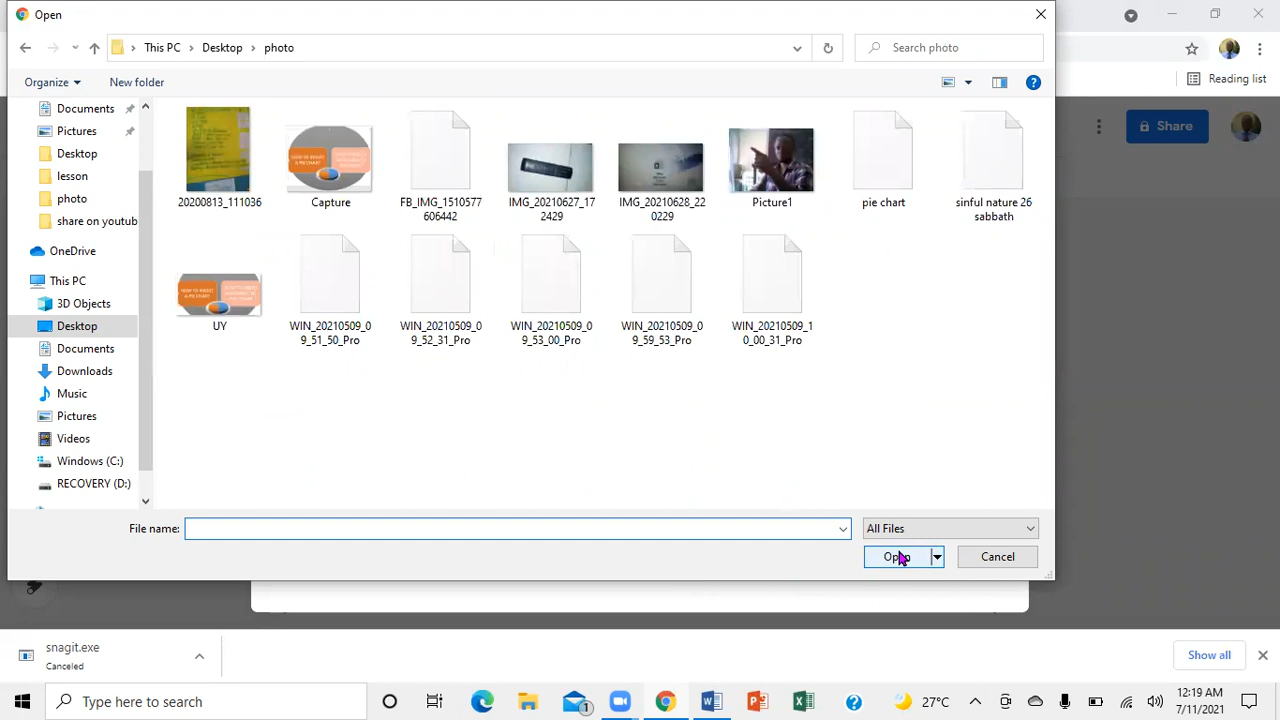 Open
This PC > Desktop > photo
Search photo
Organize
New folder
Reading list
Share
Documents
Pictures
Desktop
lesson
photo
share on youtub
OneDrive
This PC
3D Objects
Desktop
Documents
Downloads
Music
Pictures
Videos
Windows (C:)
RECOVERY (D:)
20200813_111036
Capture
FB_IMG_1510577
606442
IMG_20210627_17
2429
IMG_20210628_22
0229
Picture1
pie chart
sinful nature 26
sabbath
UY
WIN_20210509_0
9_51_50_Pro
WIN_20210509_0
9_52_31_Pro
WIN_20210509_0
9_53_00_Pro
WIN_20210509_0
9_59_53_Pro
WIN_20210509_1
0_00_31_Pro
File name:
All Files
Open
Cancel
snagit.exe
Canceled
Show all
Type here to search
1
27°C
12:19 AM
7/11/2021